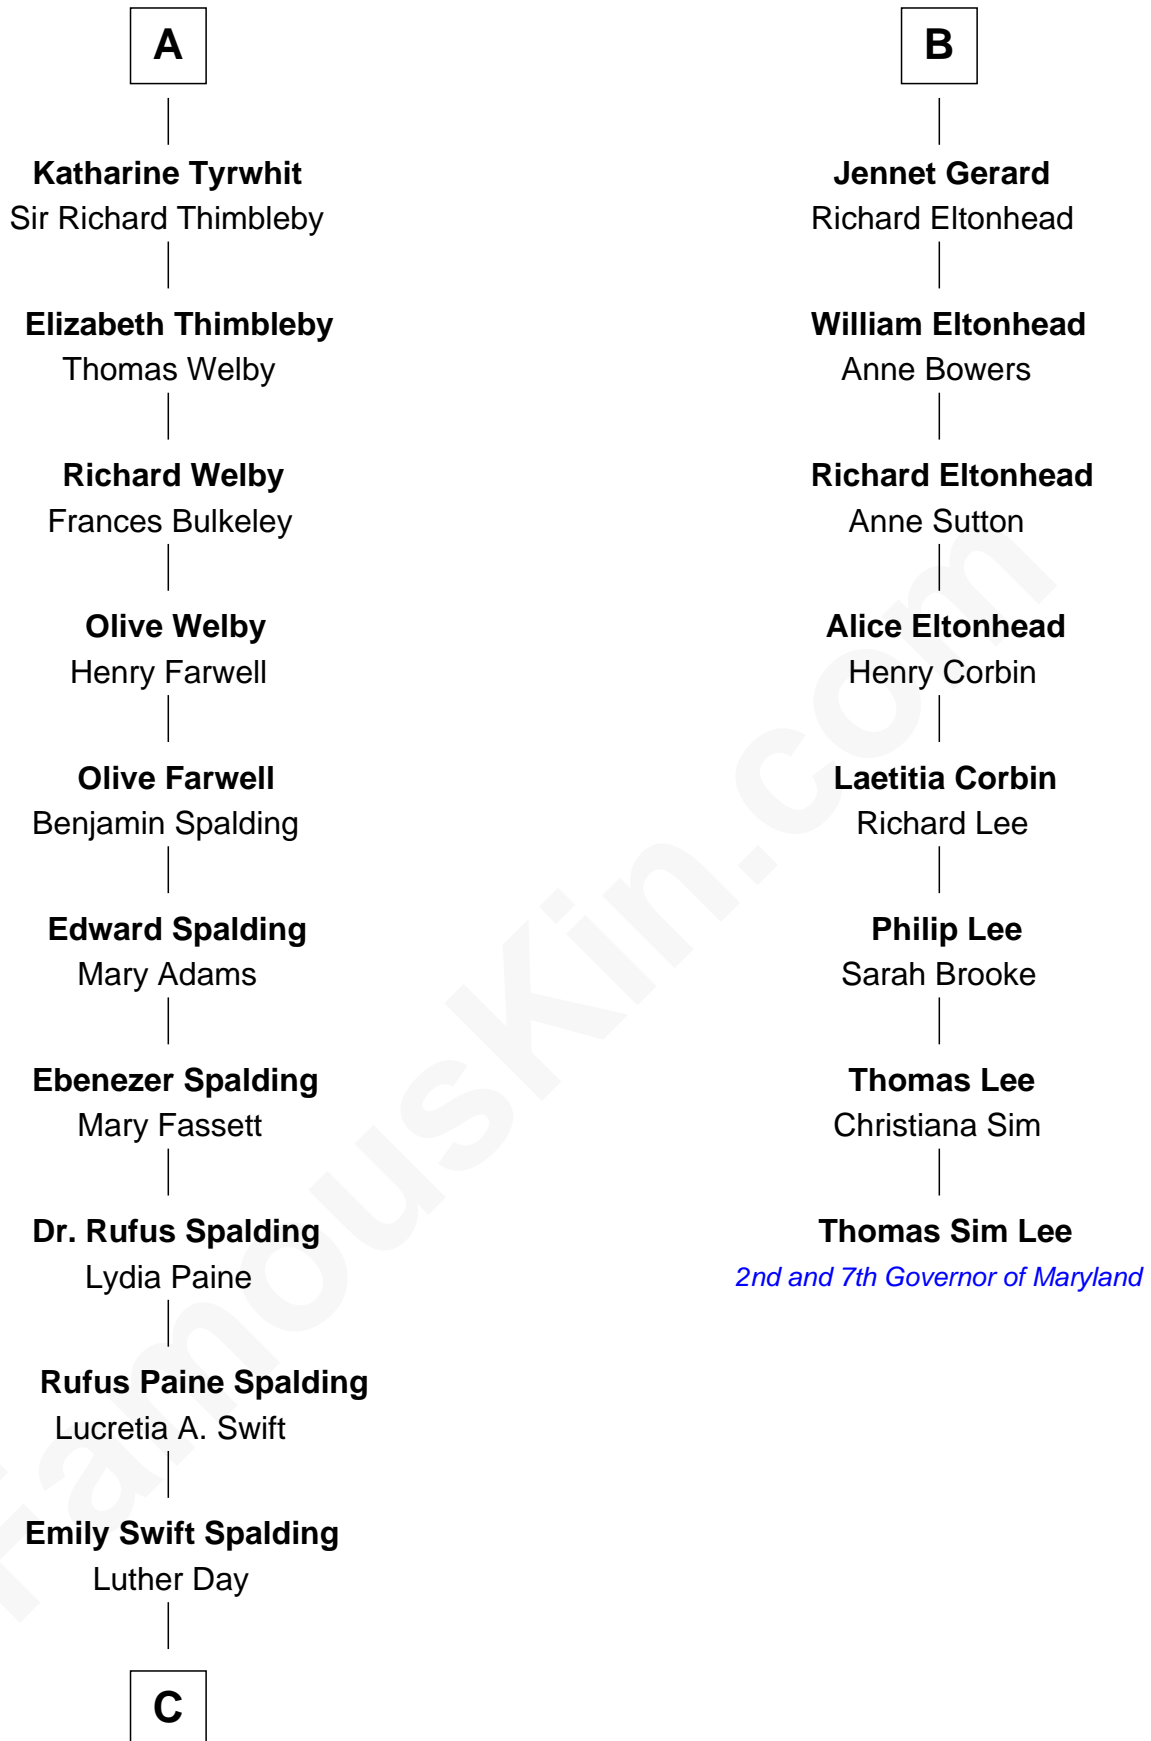 A
Katharine Tyrwhit
Sir Richard Thimbleby
Elizabeth Thimbleby
Thomas Welby
Richard Welby
Frances Bulkeley
Olive Welby
Henry Farwell
Olive Farwell
Benjamin Spalding
Edward Spalding
Mary Adams
Ebenezer Spalding
Mary Fassett
Dr. Rufus Spalding
Lydia Paine
Rufus Paine Spalding
Lucretia A. Swift
Emily Swift Spalding
Luther Day
C
B
Jennet Gerard
Richard Eltonhead
William Eltonhead
Anne Bowers
Richard Eltonhead
Anne Sutton
Alice Eltonhead
Henry Corbin
Laetitia Corbin
Richard Lee
Philip Lee
Sarah Brooke
Thomas Lee
Christiana Sim
Thomas Sim Lee
2nd and 7th Governor of Maryland
FamousKin.com